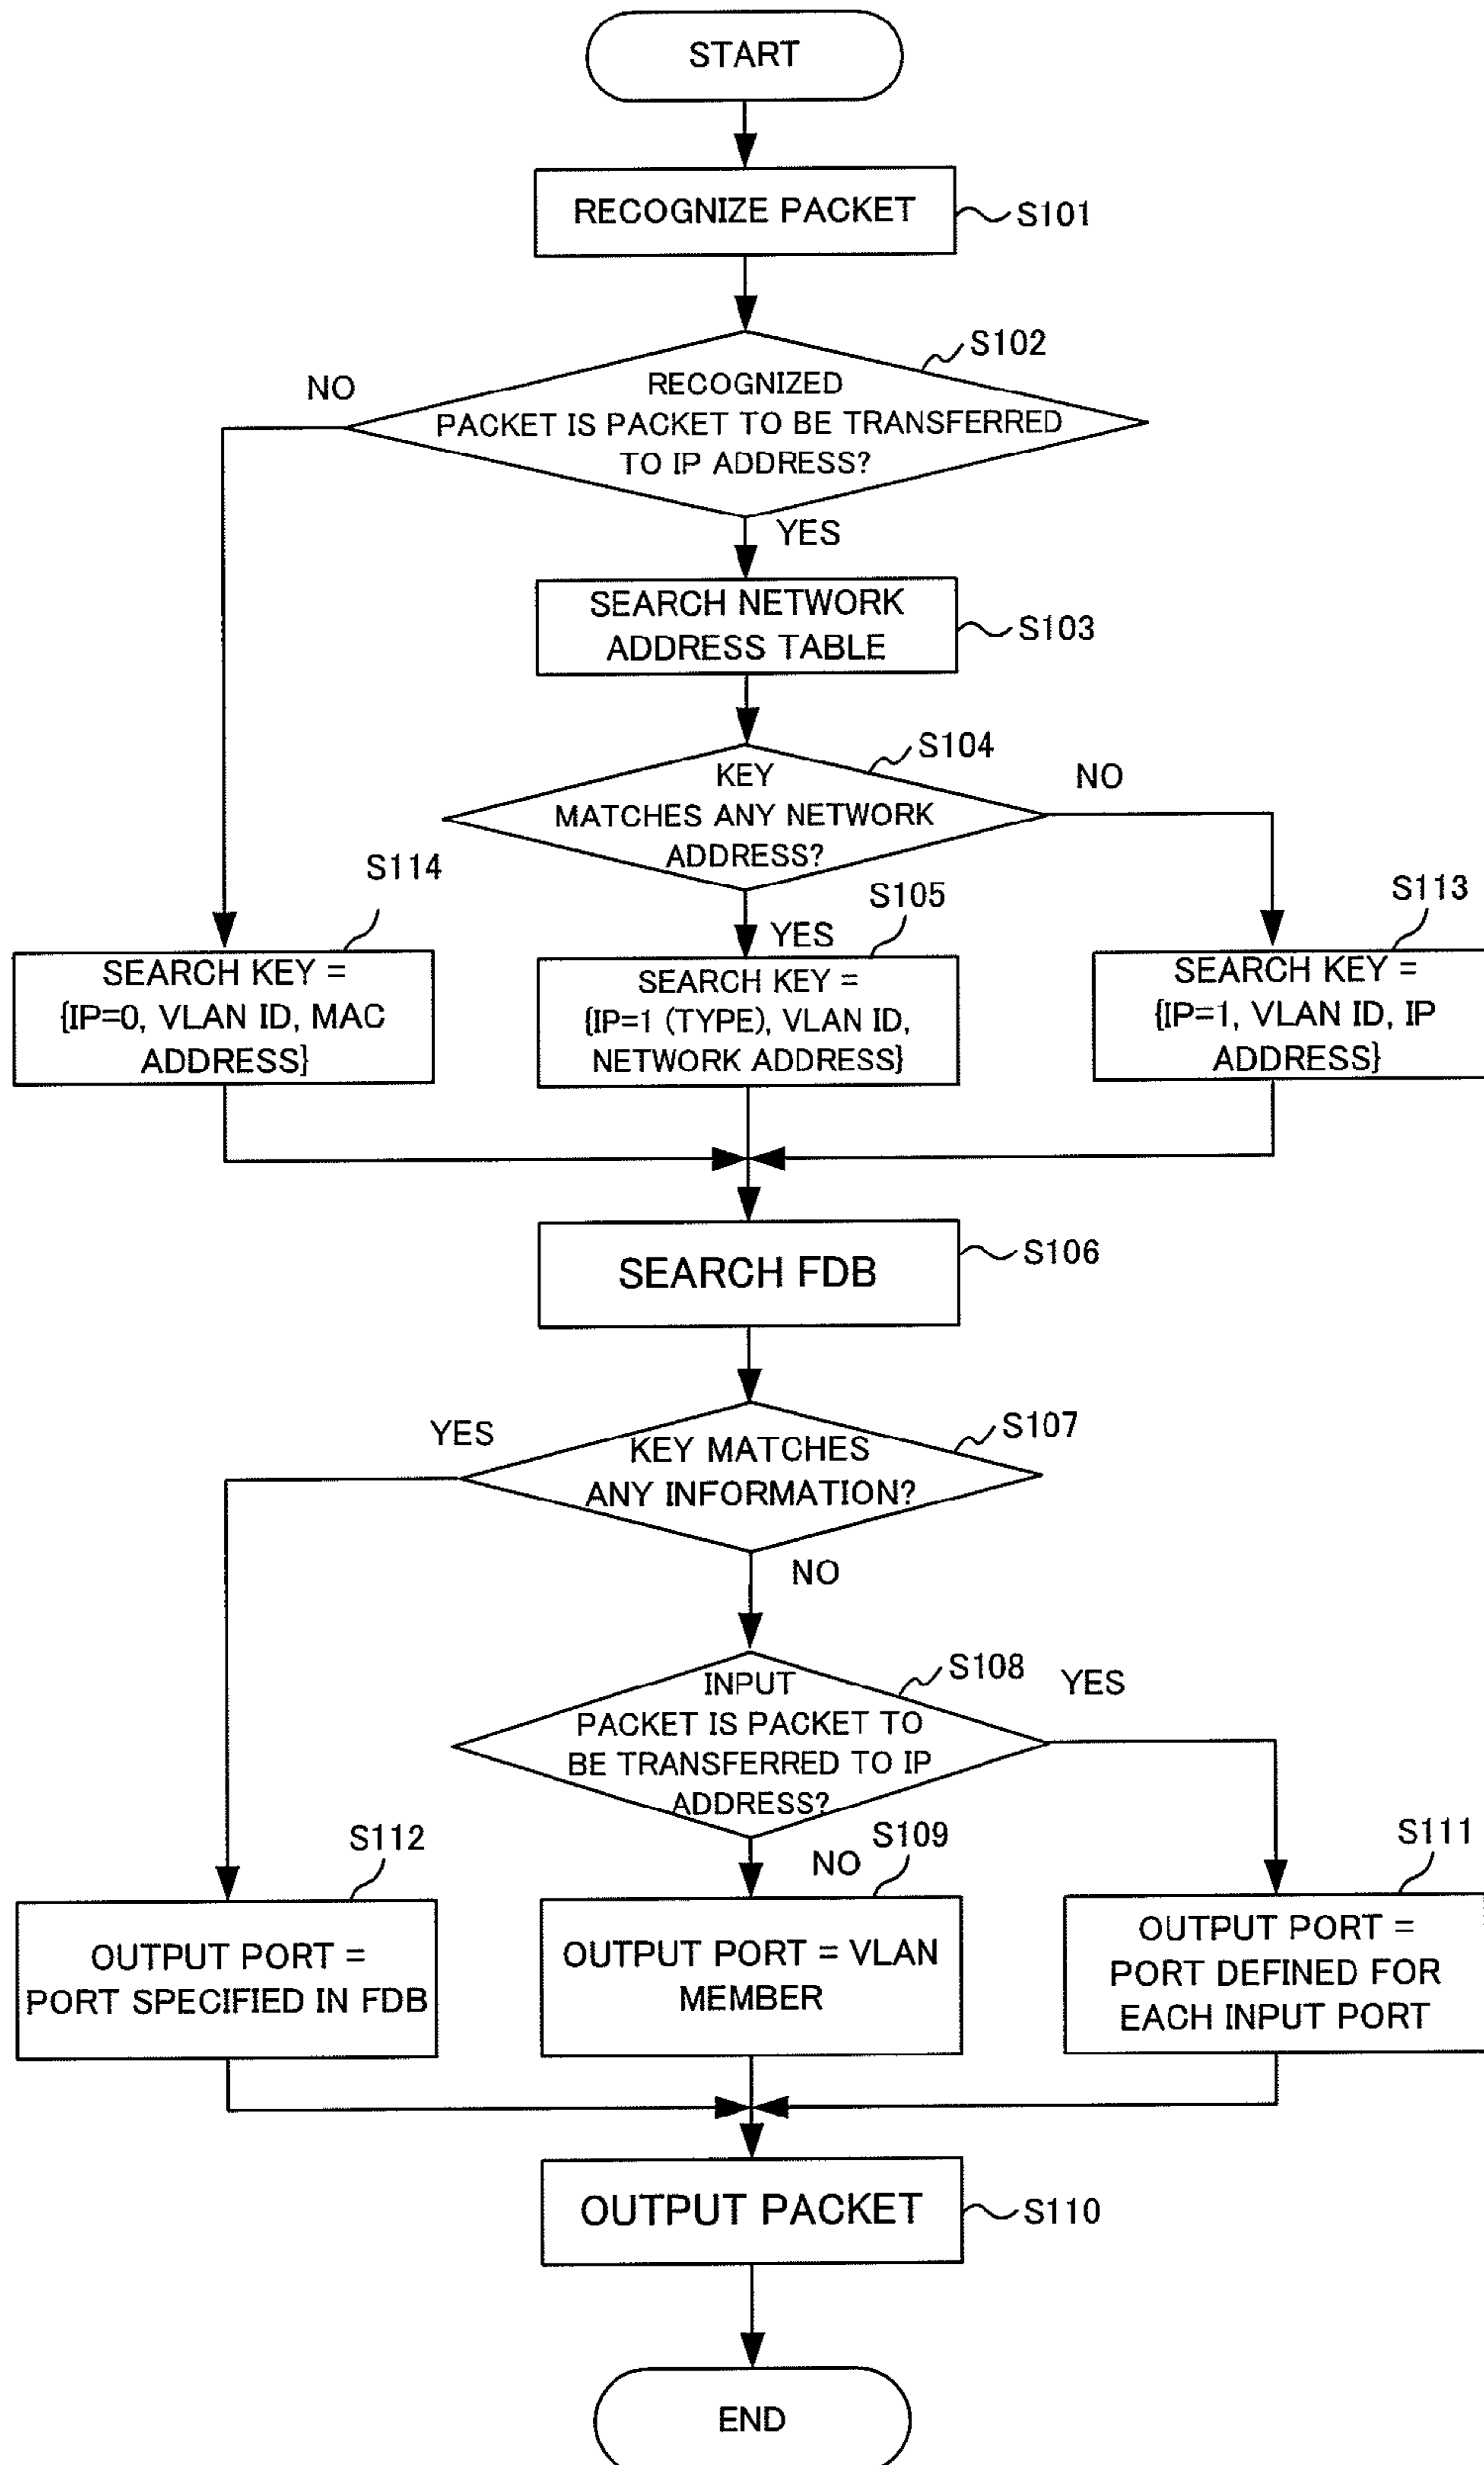 START
RECOGNIZE PACKET
S101
S102
NO
RECOGNIZED
PACKET IS PACKET TO BE TRANSFERRED
TO IP ADDRESS?
YES
SEARCH NETWORK
ADDRESS TABLE
S103
S104
KEY
MATCHES ANY NETWORK
ADDRESS?
NO
S114
S105
S113
YES
SEARCH KEY =
{IP=0, VLAN ID, MAC
ADDRESS}
SEARCH KEY =
{IP=1 (TYPE), VLAN ID,
NETWORK ADDRESS}
SEARCH KEY =
{IP=1, VLAN ID, IP
ADDRESS}
SEARCH FDB
S106
YES
S107
KEY MATCHES
ANY INFORMATION?
NO
S108
YES
INPUT
PACKET IS PACKET TO
BE TRANSFERRED TO IP
ADDRESS?
S112
NO
S109
S111
OUTPUT PORT =
PORT SPECIFIED IN FDB
OUTPUT PORT = VLAN
MEMBER
OUTPUT PORT =
PORT DEFINED FOR
EACH INPUT PORT
OUTPUT PACKET
S110
END